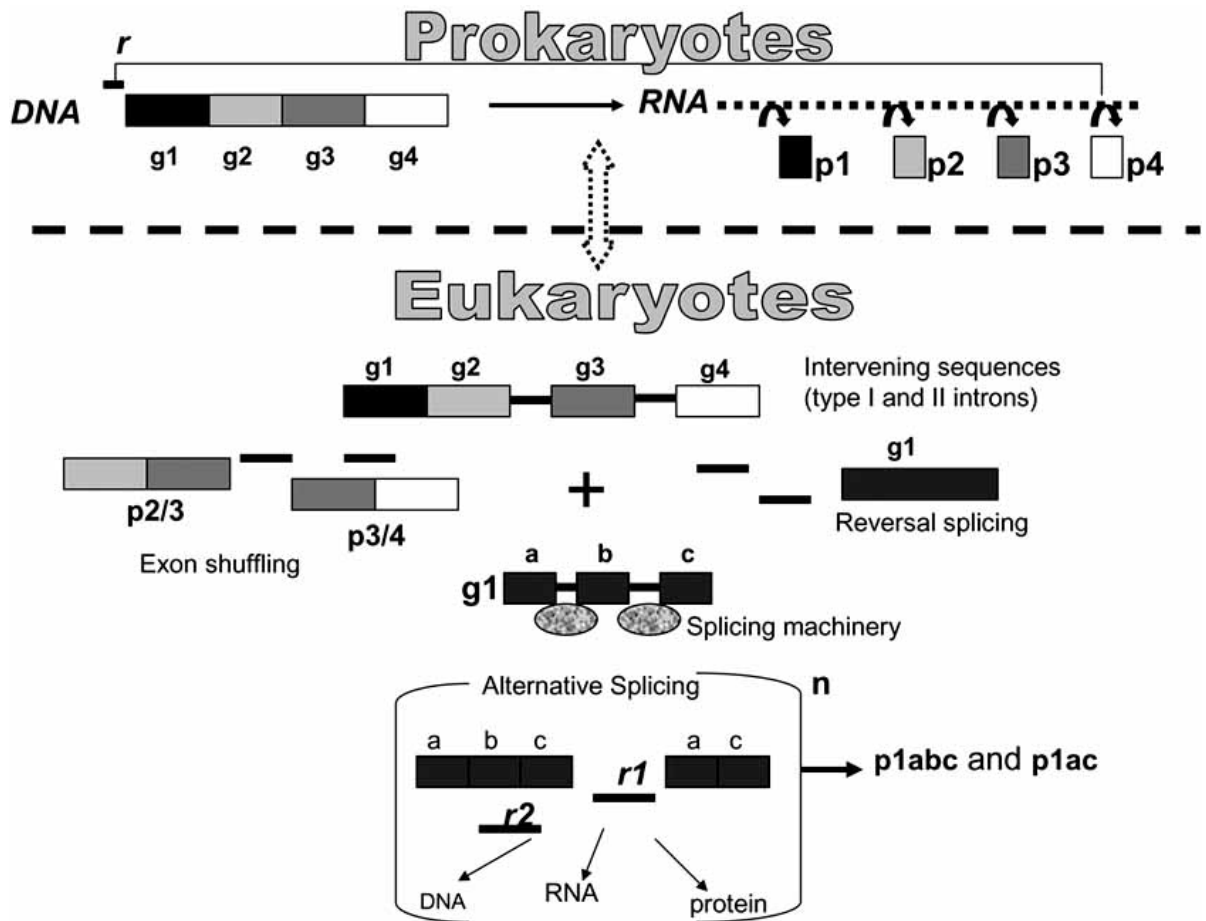 Prokaryotes
r
DNA
RNA
g1 g2 g3 g4
p1 p2 p3 p4
Eukaryotes
g1 g2 g3 g4
Intervening sequences
(type I and II introns)
g1
p2/3
p3/4
Reversal splicing
Exon shuffling
a b c
g1
Splicing machinery
Alternative Splicing
n
a b c
a c
p1abc and p1ac
r1
r2
DNA
RNA
protein